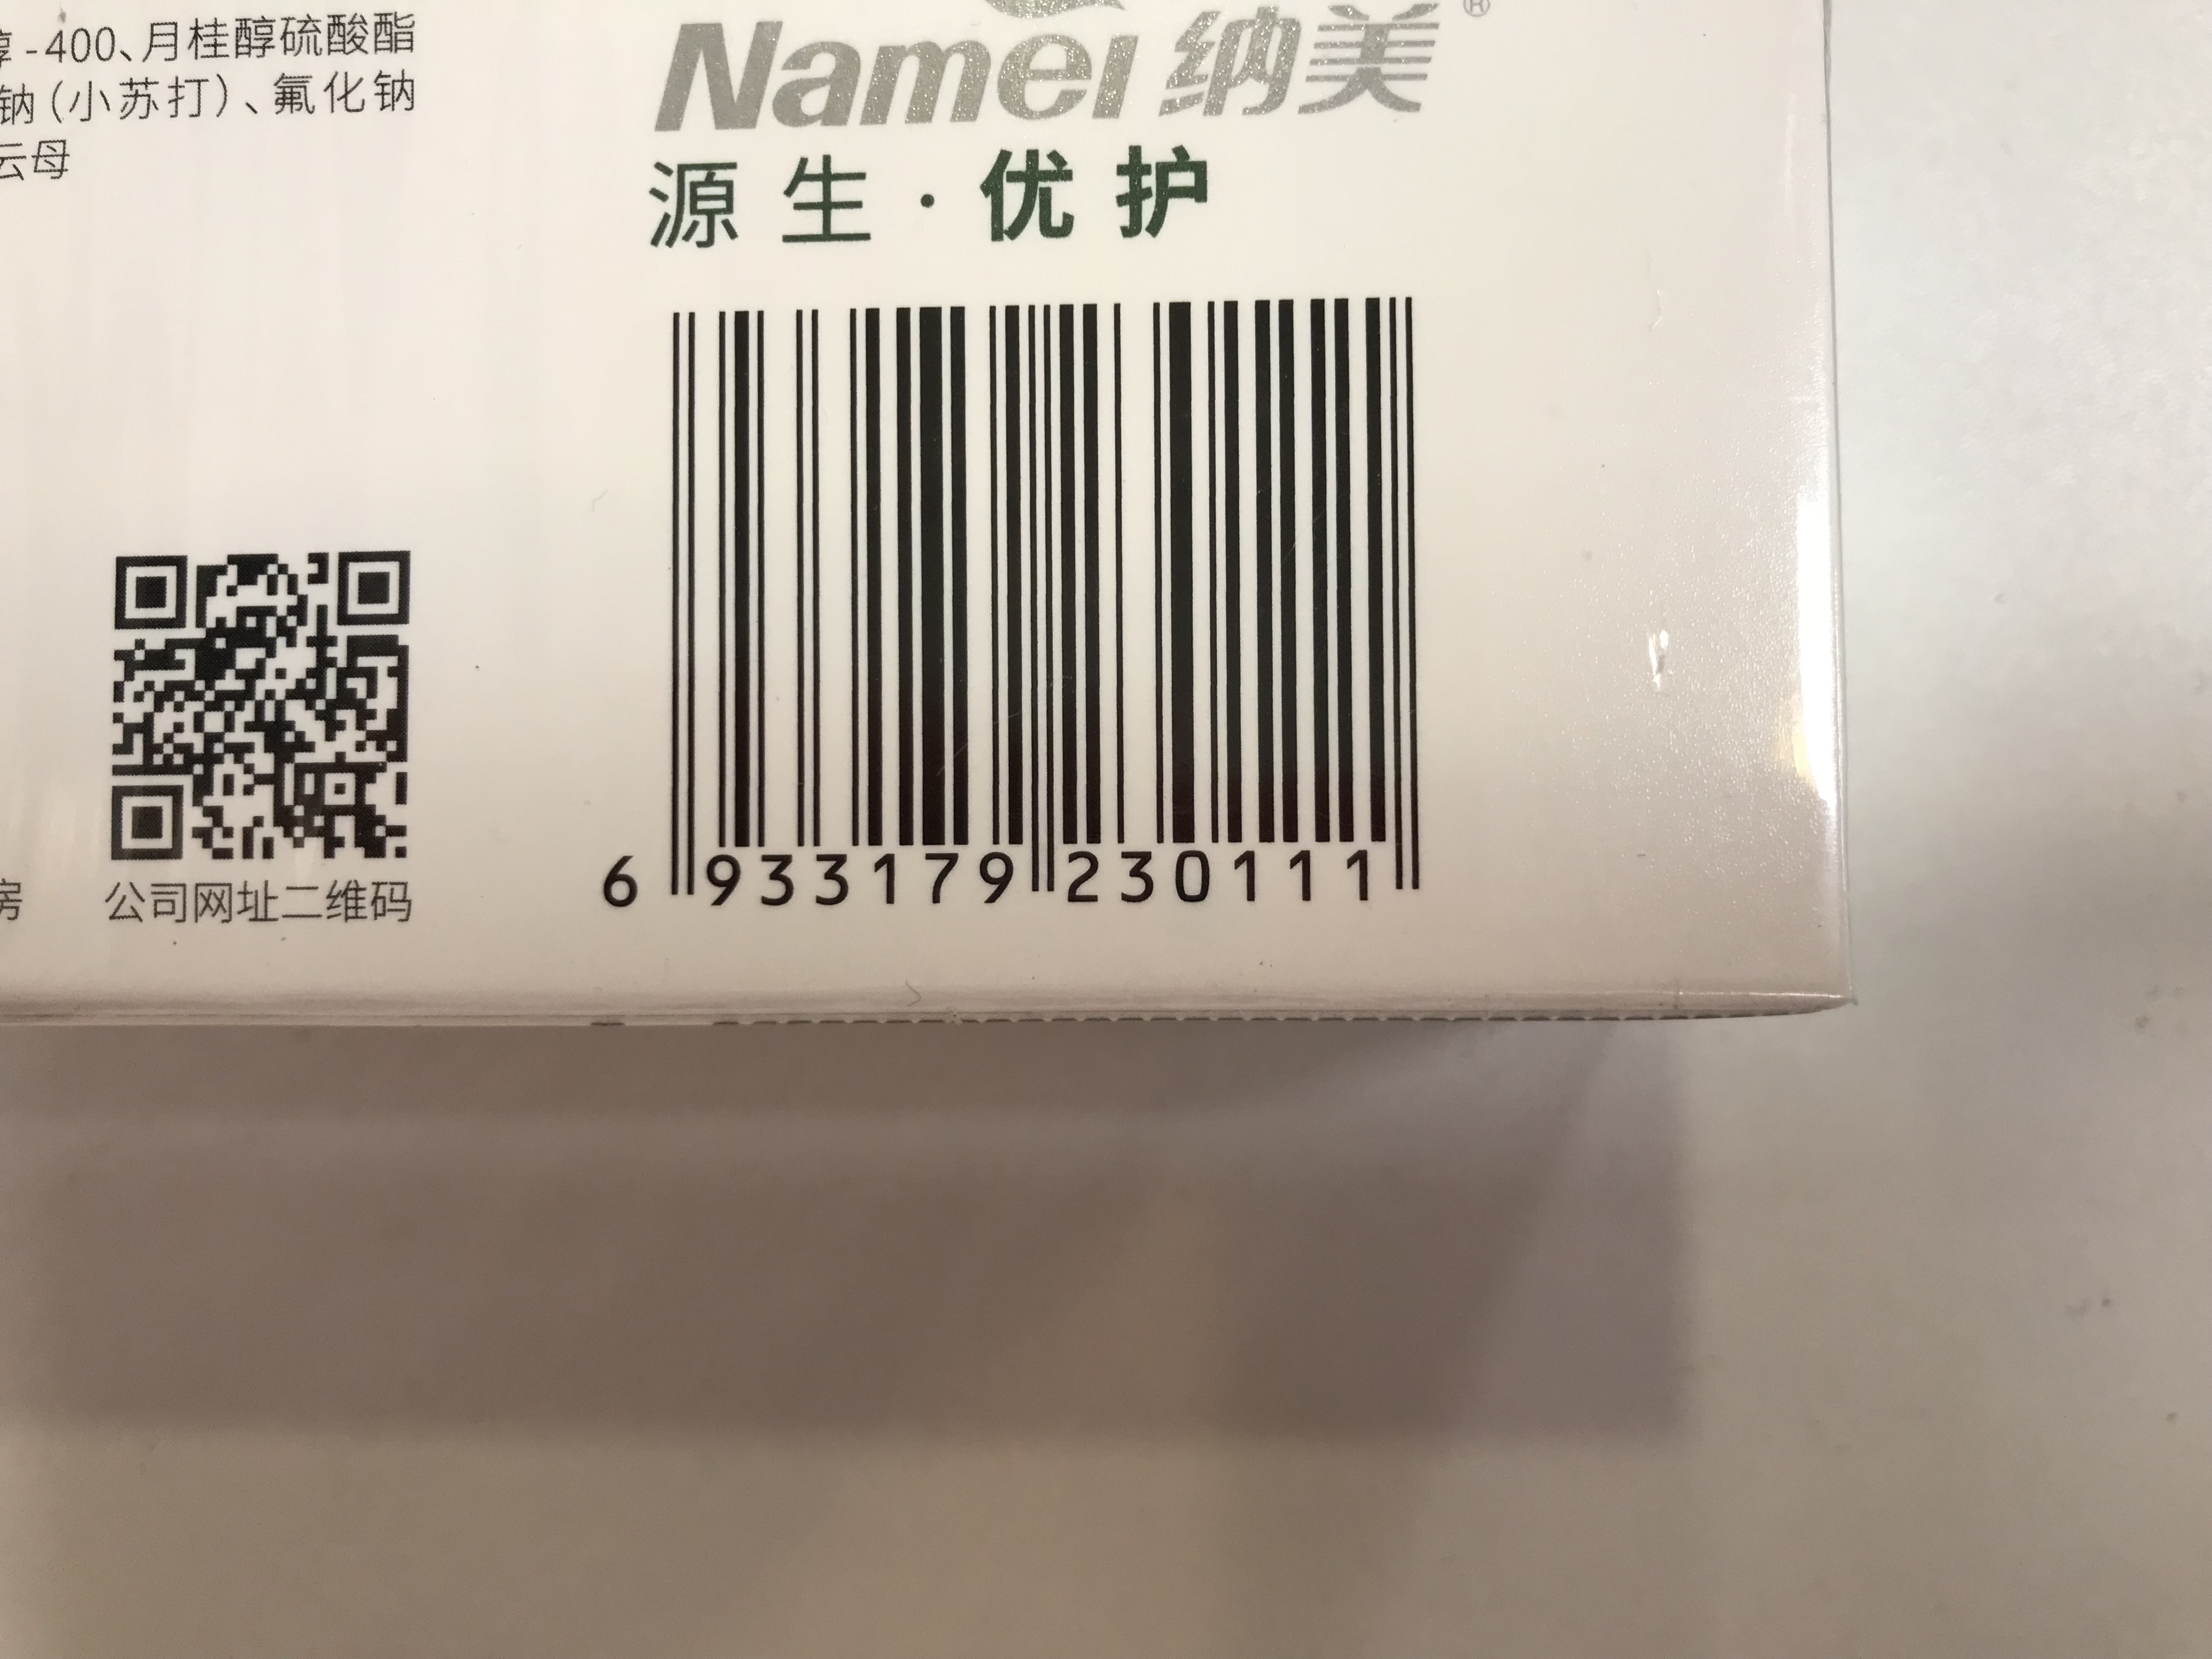 -400、月桂醇硫酸酯
钠(小苏打)、氟化钠
云母
Namei 纳美®
源生·优护
6 933179 230111
公司网址二维码